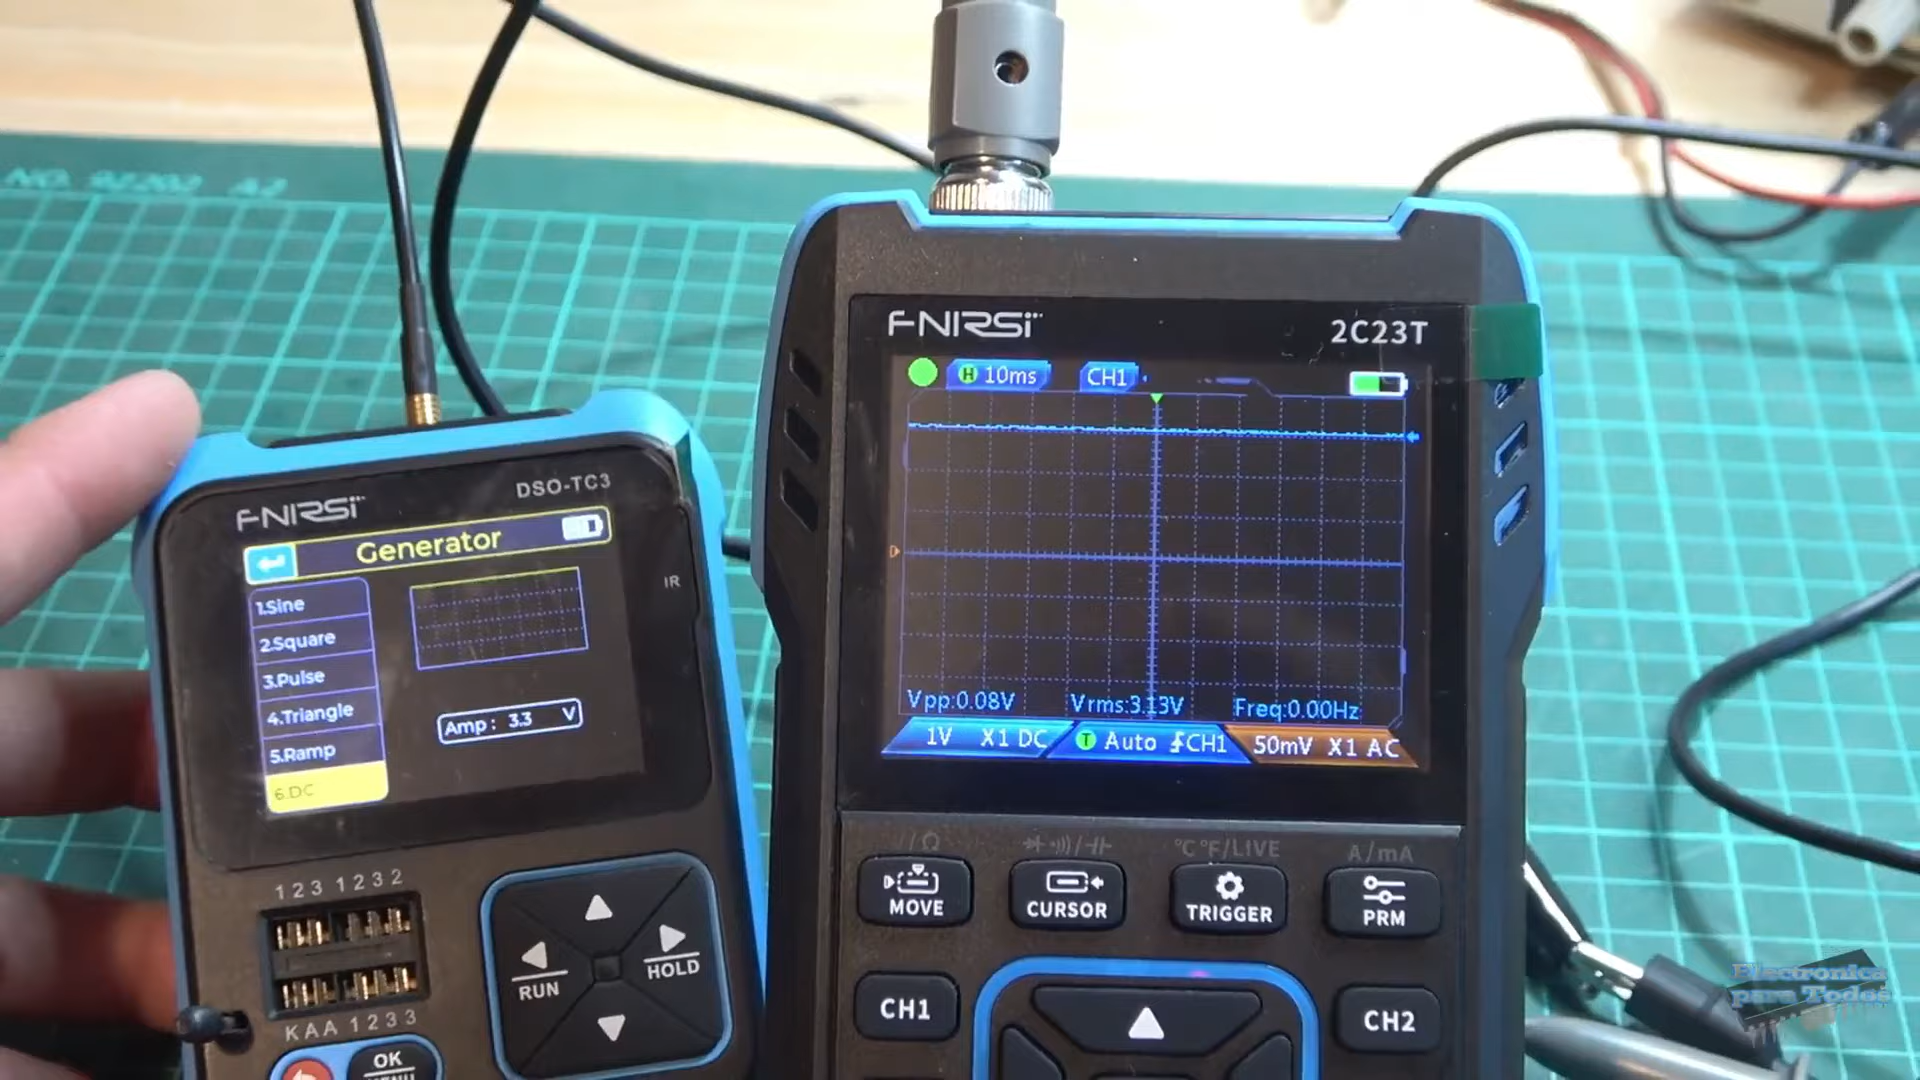 NO. 9Z202 A2
FNIRSI
2C23T
H 10ms
CH1
Vpp:0.08V
Vrms:3.13V
Freq:0.00Hz
1V X1 DC
T Auto CH1
50mV X1 AC
FNIRSI
DSO-TC3
Generator
IR
1.Sine
2.Square
3.Pulse
4.Triangle
5.Ramp
6.DC
Amp: 3.3 V
1 2 3 1 2 3 2
K A A 1 2 3 3
RUN
HOLD
OK
Ω
°C °F/LIVE
A/mA
MOVE
CURSOR
TRIGGER
PRM
CH1
CH2
Electronica
para Todos